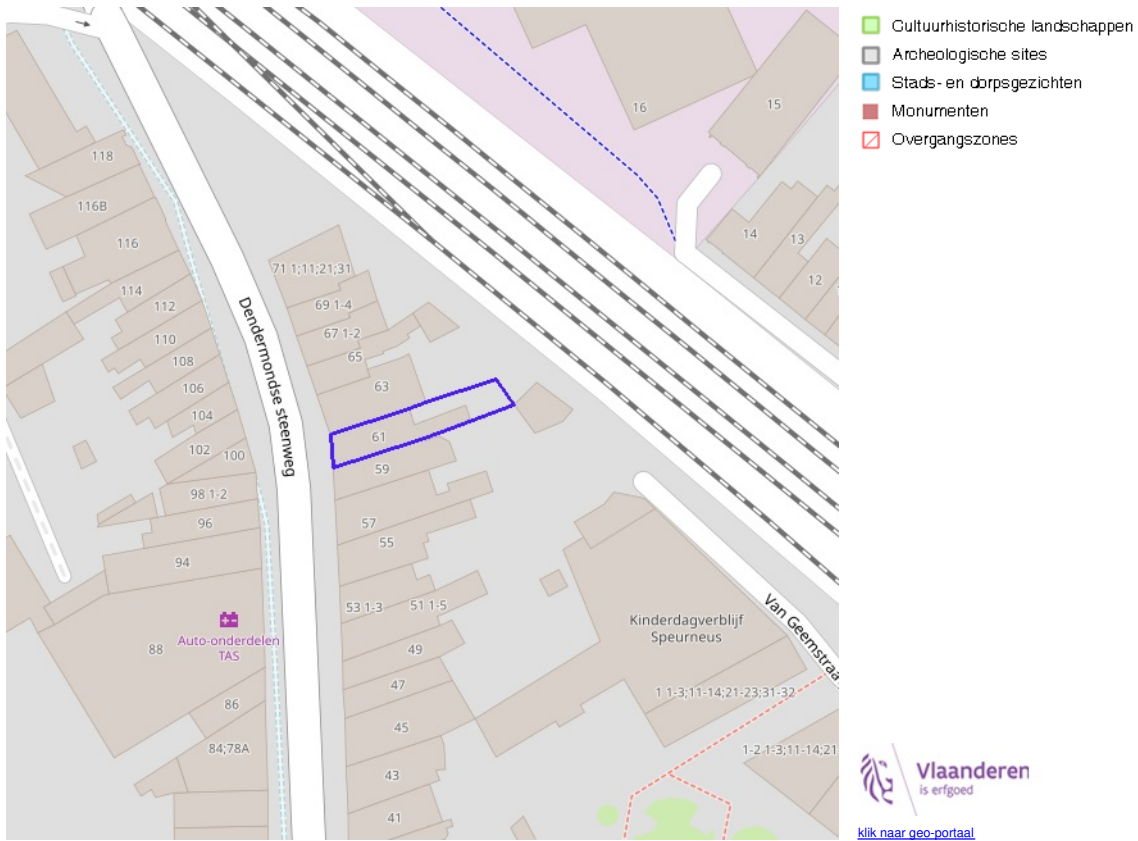 118
116B
116
114
112
110
108
106
104
102
100
98 1-2
96
94
88
Auto-onderdelen
TAS
86
84;78A
Dendermondse steenweg
71 1;11;21;31
69 1-4
67 1-2
65
63
61
59
57
55
53 1-3
51 1-5
49
47
45
43
41
16
15
14
13
12
Kinderdagverblijf
Speurneus
1 1-3;11-14;21-23;31-32
1-2 1-3;11-14;21
Van Geemstraa
Cultuurhistorische landschappen
Archeologische sites
Stads- en dorpsgezichten
Monumenten
Overgangszones
Vlaanderen
is erfgoed
klik naar geo-portaal